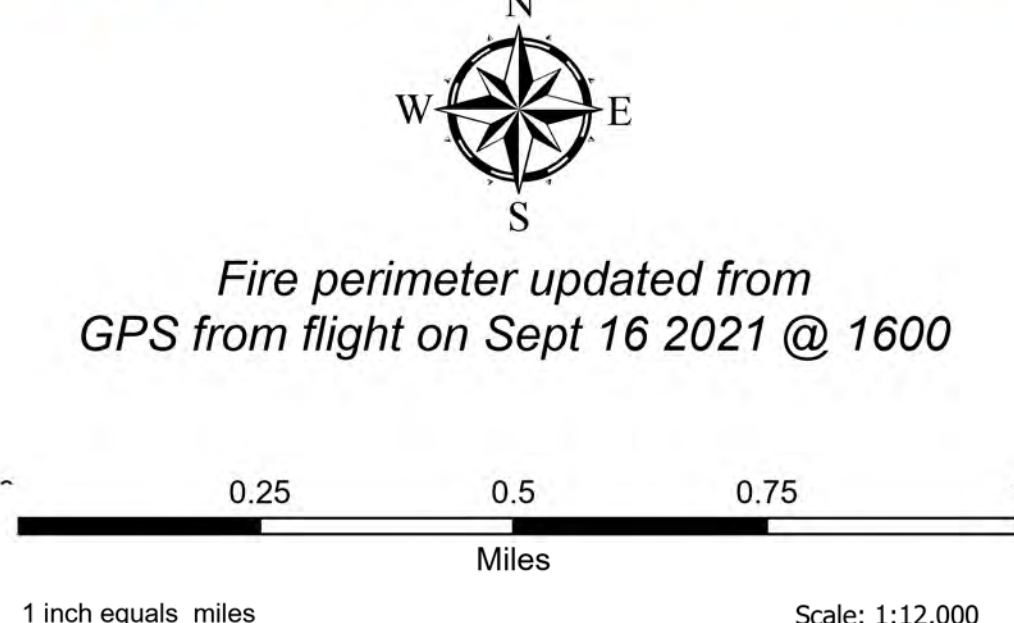 N
W E
S
Fire perimeter updated from
GPS from flight on Sept 16 2021 @ 1600
0.25 0.5 0.75
Miles
1 inch equals miles
Scale: 1:12,000